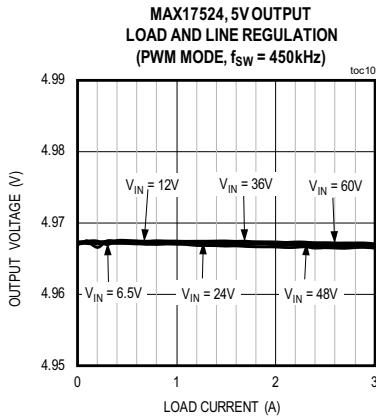 MAX17524, 5V OUTPUT
LOAD AND LINE REGULATION
(PWM MODE, fSW = 450kHz)
toc10
4.99
4.98
4.97
4.96
4.95
OUTPUT VOLTAGE (V)
VIN = 12V
VIN = 36V
VIN = 60V
VIN = 6.5V
VIN = 24V
VIN = 48V
0
1
2
3
LOAD CURRENT (A)